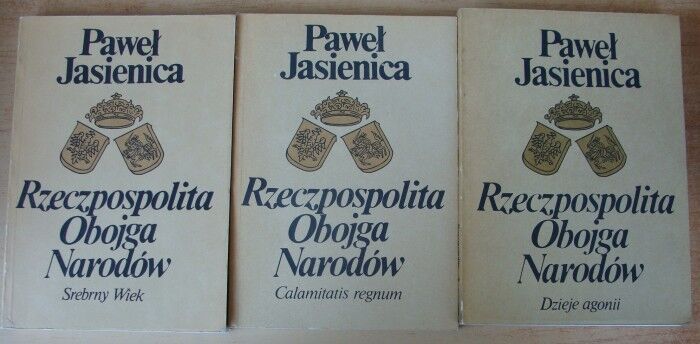 Paweł
Jasienica
Rzeczpospolita
Obojga
Narodów
Srebrny Wiek
Paweł
Jasienica
Rzeczpospolita
Obojga
Narodów
Calamitatis regnum
Paweł
Jasienica
Rzeczpospolita
Obojga
Narodów
Dzieje agonii